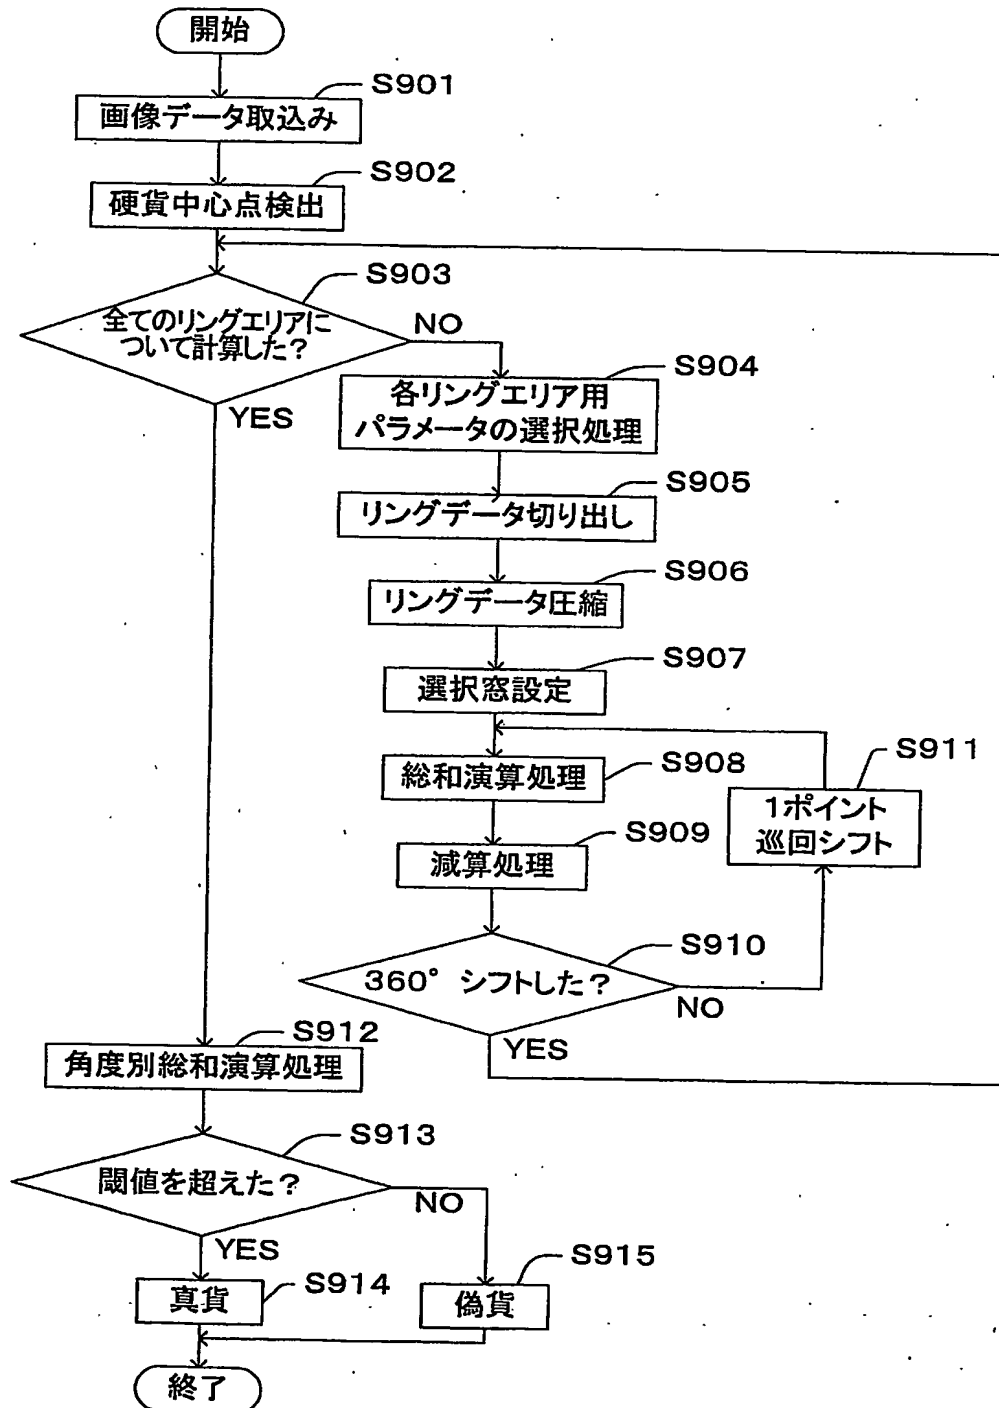 開始
S901
画像データ取込み
S902
硬貨中心点検出
S903
全てのリングエリアに
ついて計算した?
NO
YES
S904
各リングエリア用
パラメータの選択処理
S905
リングデータ切り出し
S906
リングデータ圧縮
S907
選択窓設定
S908
総和演算処理
S911
1ポイント
巡回シフト
S909
減算処理
S910
360° シフトした?
NO
YES
S912
角度別総和演算処理
S913
閾値を超えた?
NO
YES
S914
真貨
S915
偽貨
終了